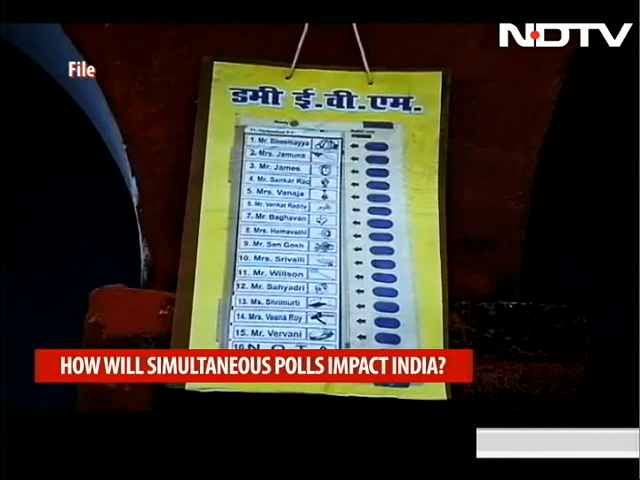 NDTV
File
डमी ई.वी.एम.
Ready
1. Mr. Bheemayya
2. Mrs. Jamuna
3. Mr. James
4. Mr. Sankar Rao
5. Mrs. Vanaja
6. Mr. Venkat Reddy
7. Mr. Baghavan
8. Mrs. Hemavathi
9. Mr. Sen Gosh
10. Mrs. Srivalli
11. Mr. Willson
12. Mr. Sahyadri
13. Ms. Shrimurti
14. Mrs. Veena Roy
15. Mr. Vervani
16. N O T A
HOW WILL SIMULTANEOUS POLLS IMPACT INDIA?